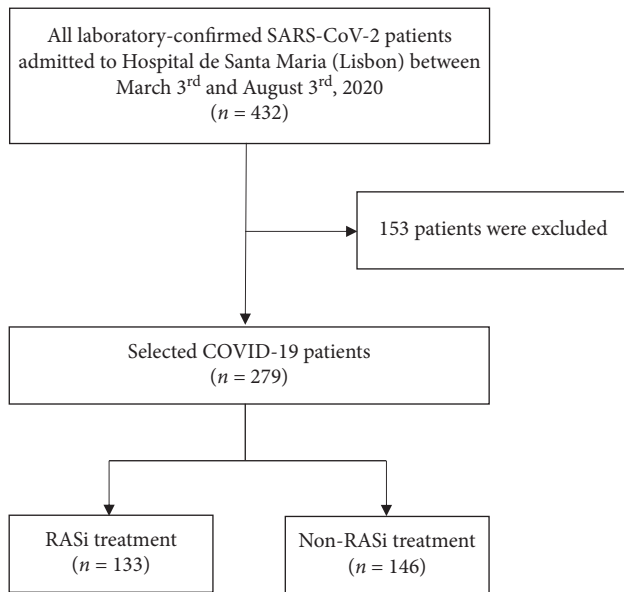 All laboratory-confirmed SARS-CoV-2 patients
admitted to Hospital de Santa Maria (Lisbon) between
March 3rd and August 3rd, 2020
(n = 432)
153 patients were excluded
Selected COVID-19 patients
(n = 279)
RASi treatment
(n = 133)
Non-RASi treatment
(n = 146)